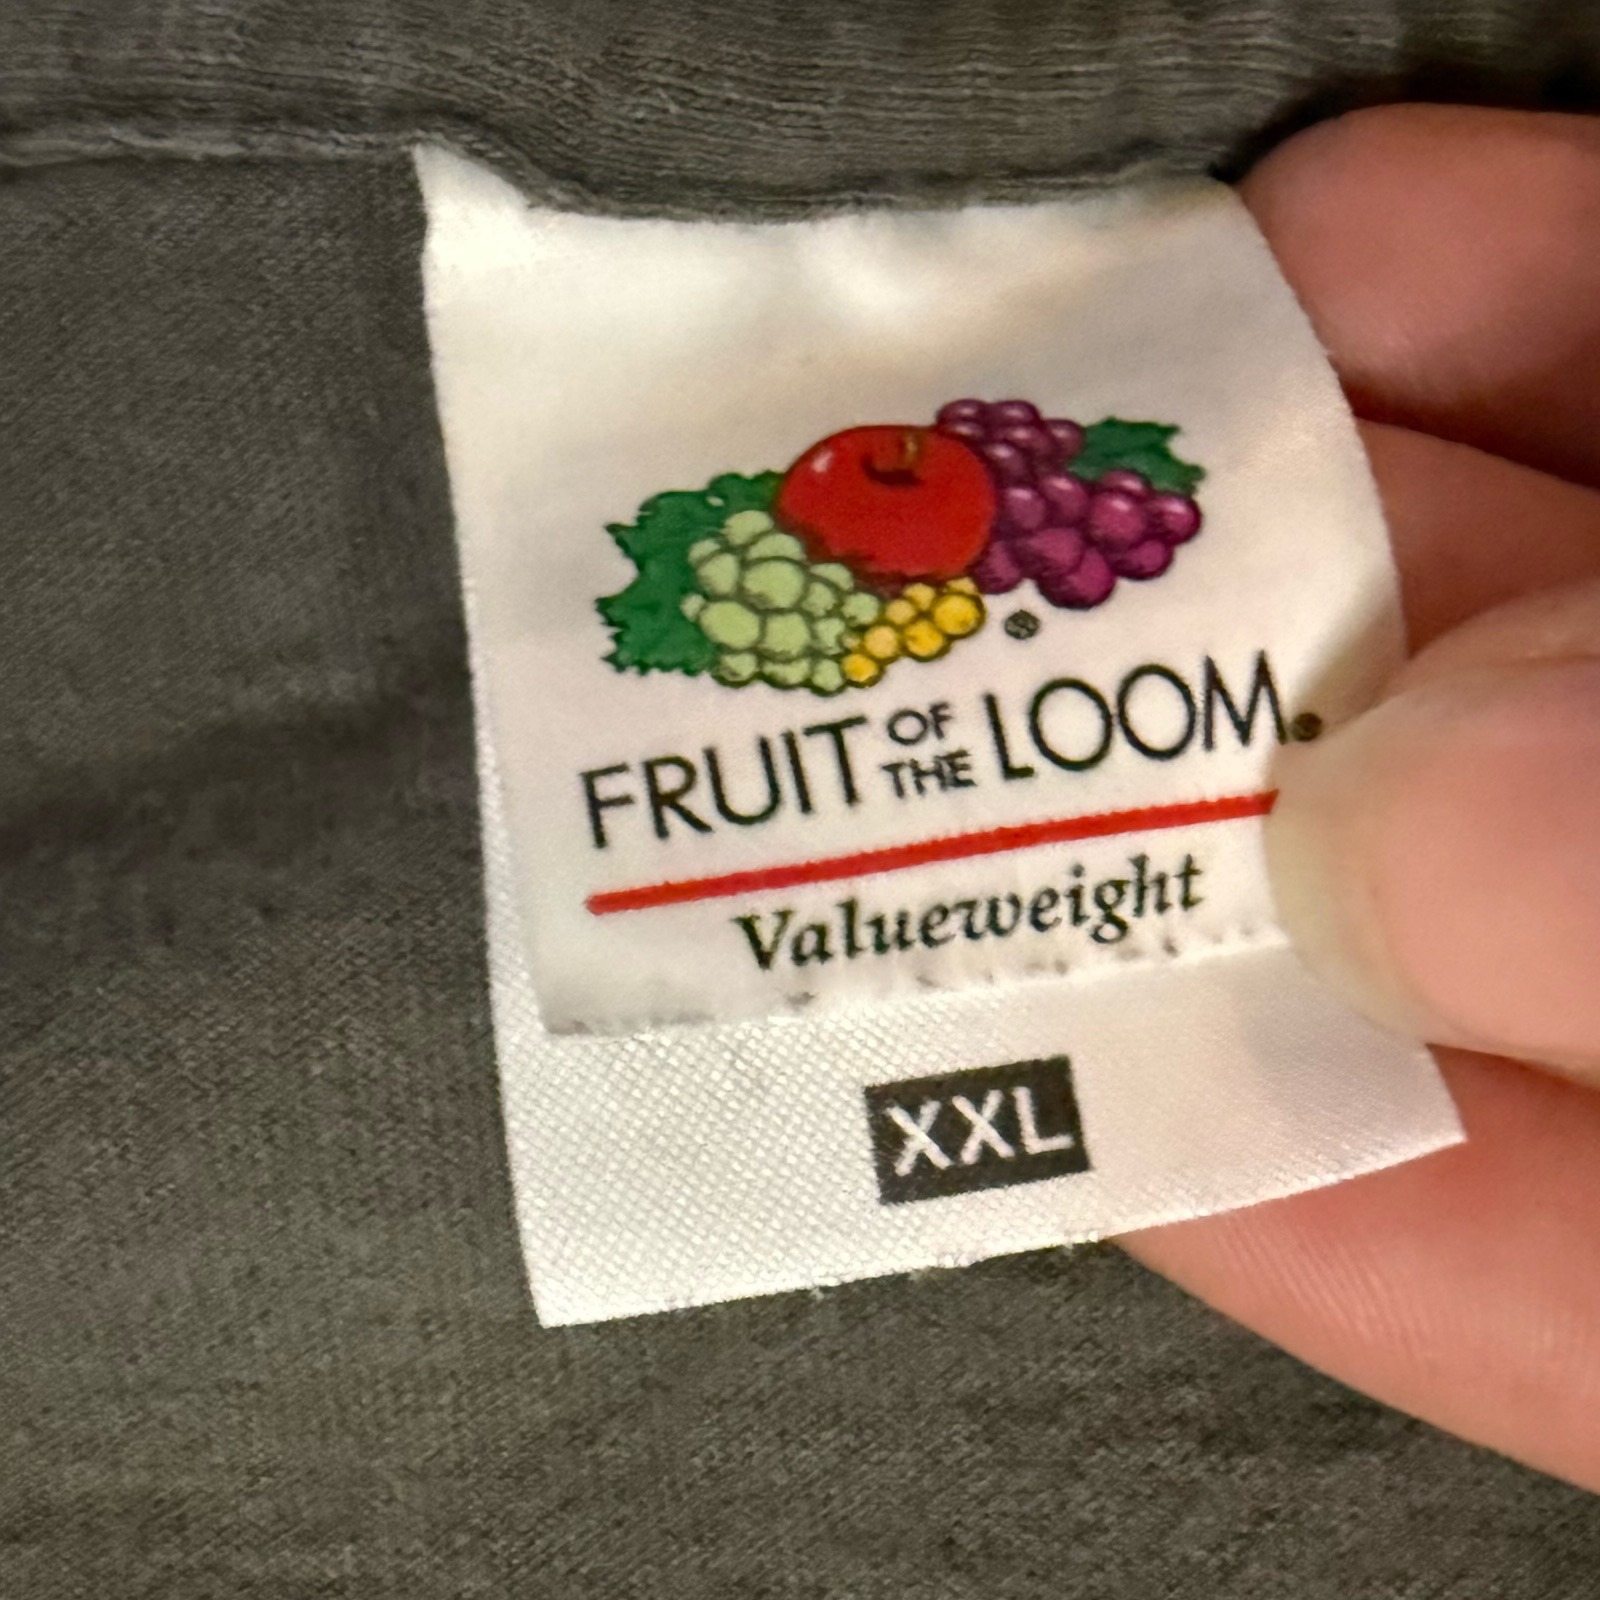 ®
FRUIT OF THE LOOM®
Valueweight
XXL